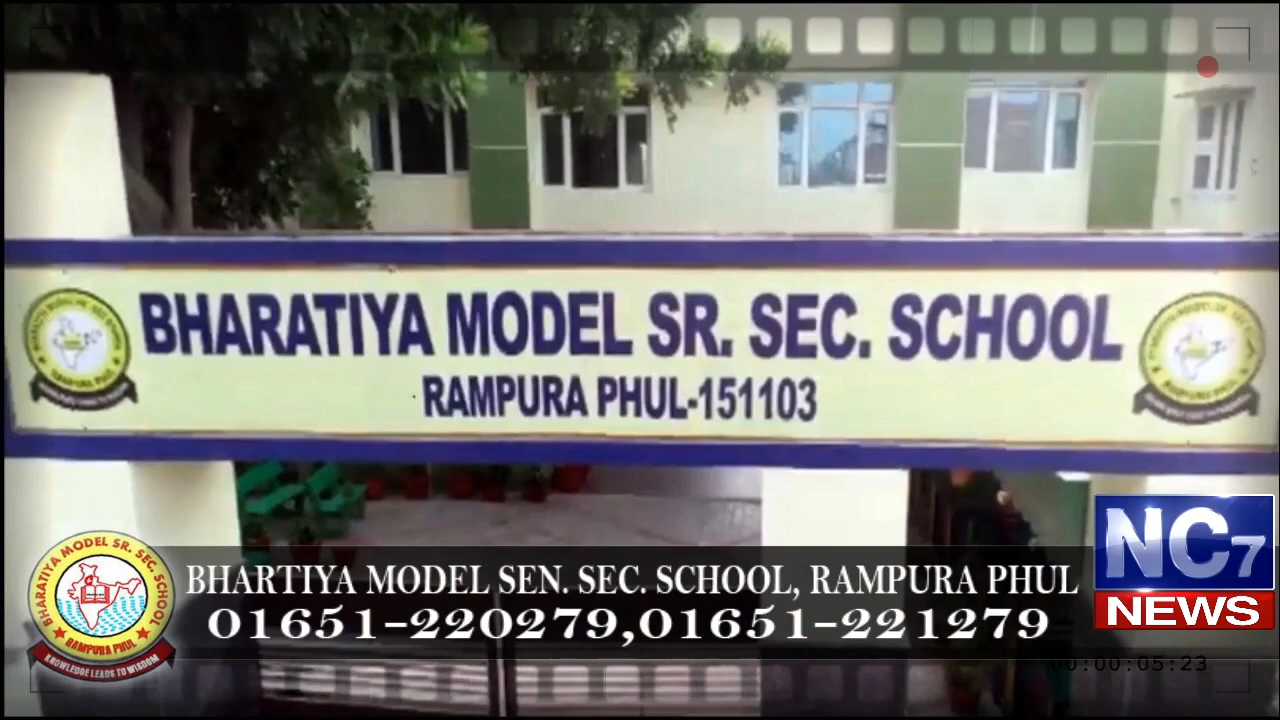 BHARATIYA MODEL SR. SEC. SCHOOL
RAMPURA PHUL-151103
BHARATIYA MODEL SR. SEC. SCHOOL
RAMPURA PHUL
KNOWLEDGE LEADS TO WISDOM
BHARTIYA MODEL SEN. SEC. SCHOOL, RAMPURA PHUL
01651-220279,01651-221279
NC7
NEWS
00:00:05:23